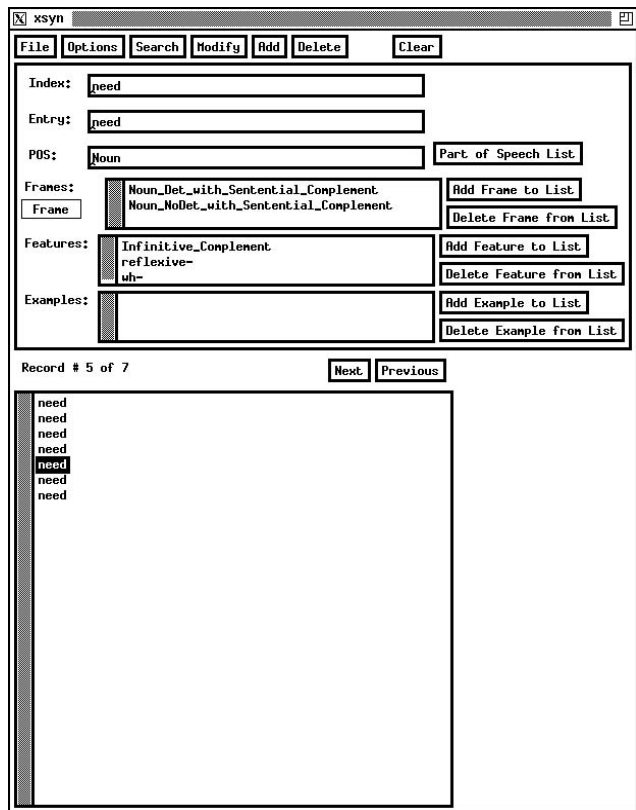 X xsyn
File Options Search Modify Add Delete Clear
Index: need
Entry: need
POS: Noun Part of Speech List
Frames: Noun_Det_with_Sentential_Complement Add Frame to List
Frame Noun_NoDet_with_Sentential_Complement
Delete Frame from List
Features: Infinitive_Complement Add Feature to List
reflexive-
wh- Delete Feature from List
Examples: Add Example to List
Delete Example from List
Record # 5 of 7 Next Previous
need
need
need
need
need
need
need